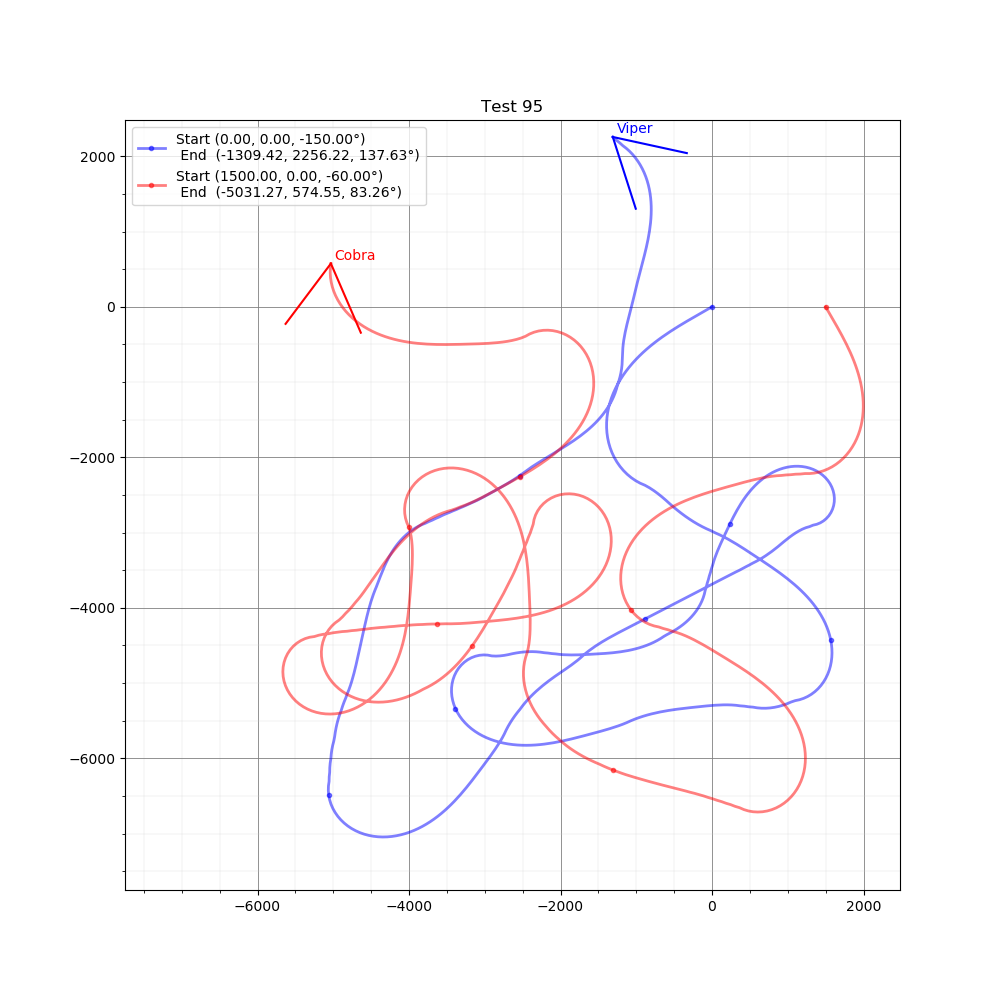 Test 95
Start (0.00, 0.00, -150.00°)
End (-1309.42, 2256.22, 137.63°)
Start (1500.00, 0.00, -60.00°)
End (-5031.27, 574.55, 83.26°)
Viper
Cobra
2000
0
−2000
−4000
−6000
−6000 −4000 −2000 0 2000